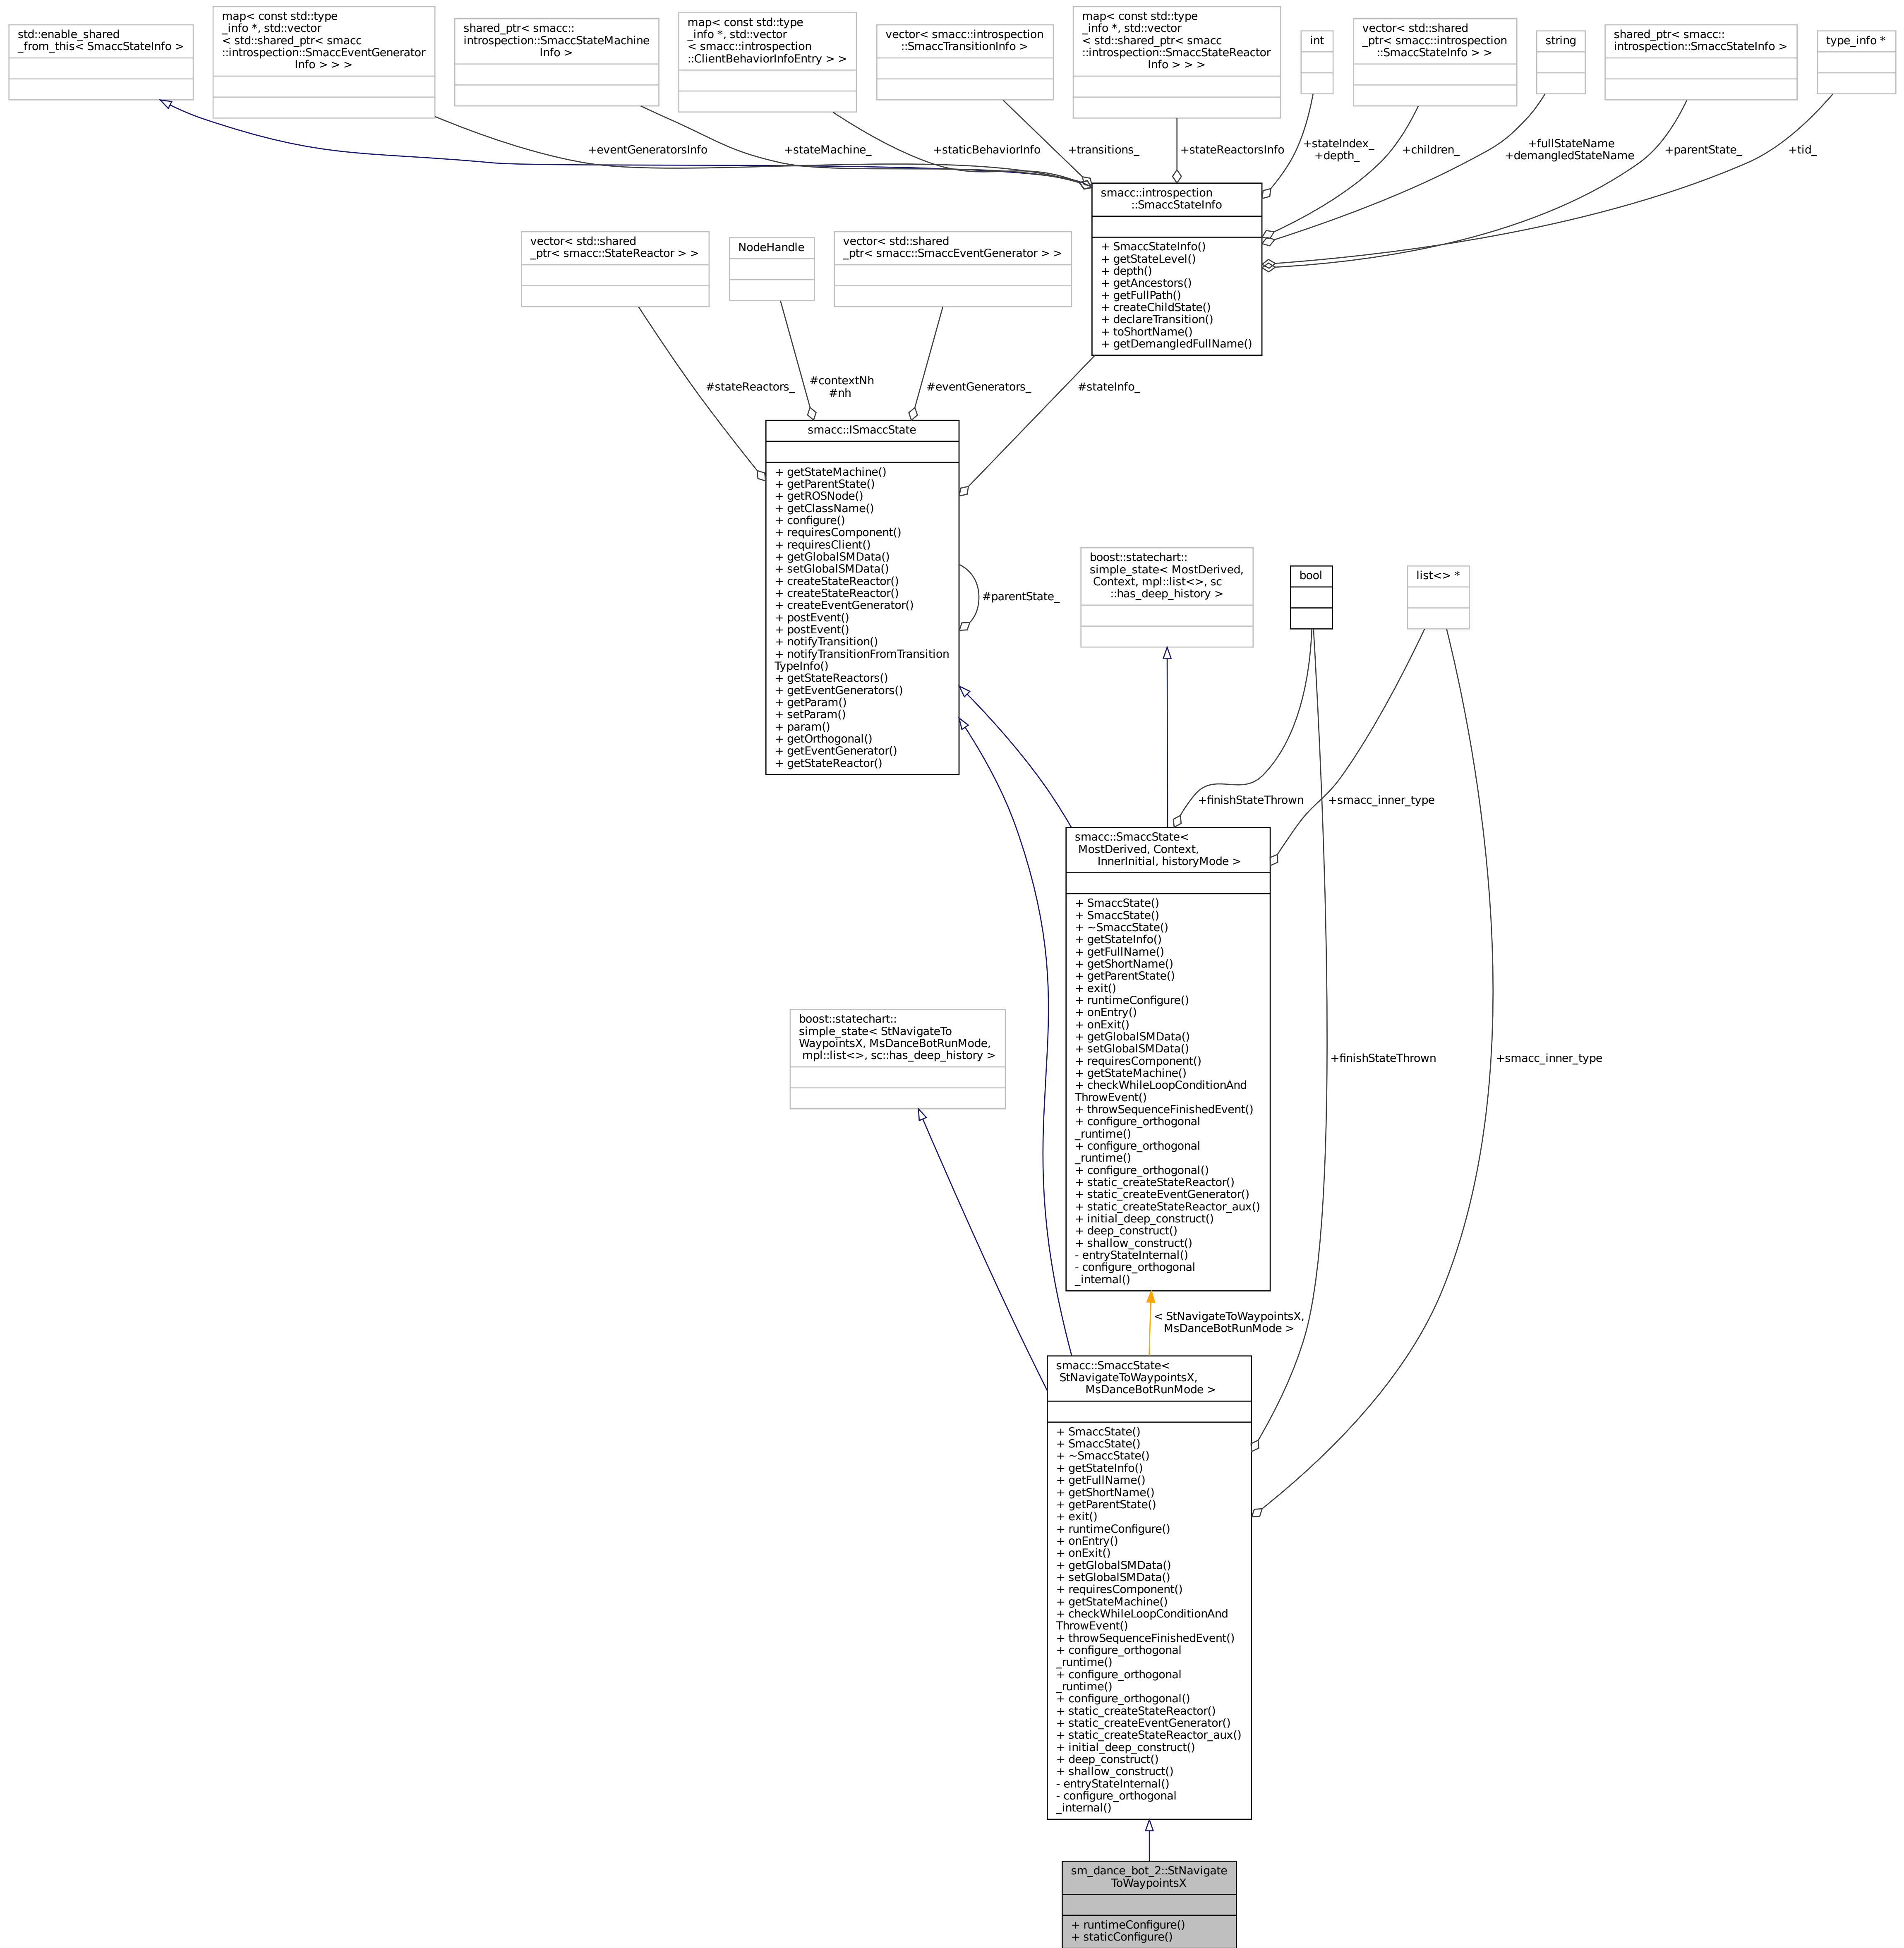 std::enable_shared
_from_this< SmaccStateInfo >
map< const std::type
_info *, std::vector
< std::shared_ptr< smacc
::introspection::SmaccEventGenerator
Info > > >
shared_ptr< smacc::
introspection::SmaccStateMachine
Info >
map< const std::type
_info *, std::vector
< smacc::introspection
::ClientBehaviorInfoEntry > >
vector< smacc::introspection
::SmaccTransitionInfo >
map< const std::type
_info *, std::vector
< std::shared_ptr< smacc
::introspection::SmaccStateReactor
Info > > >
int
vector< std::shared
_ptr< smacc::introspection
::SmaccStateInfo > >
string
shared_ptr< smacc::
introspection::SmaccStateInfo >
type_info *
+eventGeneratorsInfo
+stateMachine_
+staticBehaviorInfo
+transitions_
+stateReactorsInfo
+stateIndex_
+depth_
+children_
+fullStateName
+demangledStateName
+parentState_
+tid_
smacc::introspection
::SmaccStateInfo
+ SmaccStateInfo()
+ getStateLevel()
+ depth()
+ getAncestors()
+ getFullPath()
+ createChildState()
+ declareTransition()
+ toShortName()
+ getDemangledFullName()
vector< std::shared
_ptr< smacc::StateReactor > >
NodeHandle
vector< std::shared
_ptr< smacc::SmaccEventGenerator > >
#stateReactors_
#contextNh
#nh
#eventGenerators_
#stateInfo_
smacc::ISmaccState
+ getStateMachine()
+ getParentState()
+ getROSNode()
+ getClassName()
+ configure()
+ requiresComponent()
+ requiresClient()
+ getGlobalSMData()
+ setGlobalSMData()
+ createStateReactor()
+ createStateReactor()
+ createEventGenerator()
+ postEvent()
+ postEvent()
+ notifyTransition()
+ notifyTransitionFromTransition
TypeInfo()
+ getStateReactors()
+ getEventGenerators()
+ getParam()
+ setParam()
+ param()
+ getOrthogonal()
+ getEventGenerator()
+ getStateReactor()
#parentState_
boost::statechart::
simple_state< MostDerived,
Context, mpl::list<>, sc
::has_deep_history >
bool
list<> *
+finishStateThrown
+smacc_inner_type
smacc::SmaccState<
MostDerived, Context,
InnerInitial, historyMode >
+ SmaccState()
+ SmaccState()
+ ~SmaccState()
+ getStateInfo()
+ getFullName()
+ getShortName()
+ getParentState()
+ exit()
+ runtimeConfigure()
+ onEntry()
+ onExit()
+ getGlobalSMData()
+ setGlobalSMData()
+ requiresComponent()
+ getStateMachine()
+ checkWhileLoopConditionAnd
ThrowEvent()
+ throwSequenceFinishedEvent()
+ configure_orthogonal
_runtime()
+ configure_orthogonal
_runtime()
+ configure_orthogonal()
+ static_createStateReactor()
+ static_createEventGenerator()
+ static_createStateReactor_aux()
+ initial_deep_construct()
+ deep_construct()
+ shallow_construct()
- entryStateInternal()
- configure_orthogonal
_internal()
boost::statechart::
simple_state< StNavigateTo
WaypointsX, MsDanceBotRunMode,
mpl::list<>, sc::has_deep_history >
+finishStateThrown
+smacc_inner_type
< StNavigateToWaypointsX,
MsDanceBotRunMode >
smacc::SmaccState<
StNavigateToWaypointsX,
MsDanceBotRunMode >
+ SmaccState()
+ SmaccState()
+ ~SmaccState()
+ getStateInfo()
+ getFullName()
+ getShortName()
+ getParentState()
+ exit()
+ runtimeConfigure()
+ onEntry()
+ onExit()
+ getGlobalSMData()
+ setGlobalSMData()
+ requiresComponent()
+ getStateMachine()
+ checkWhileLoopConditionAnd
ThrowEvent()
+ throwSequenceFinishedEvent()
+ configure_orthogonal
_runtime()
+ configure_orthogonal
_runtime()
+ configure_orthogonal()
+ static_createStateReactor()
+ static_createEventGenerator()
+ static_createStateReactor_aux()
+ initial_deep_construct()
+ deep_construct()
+ shallow_construct()
- entryStateInternal()
- configure_orthogonal
_internal()
sm_dance_bot_2::StNavigate
ToWaypointsX
+ runtimeConfigure()
+ staticConfigure()